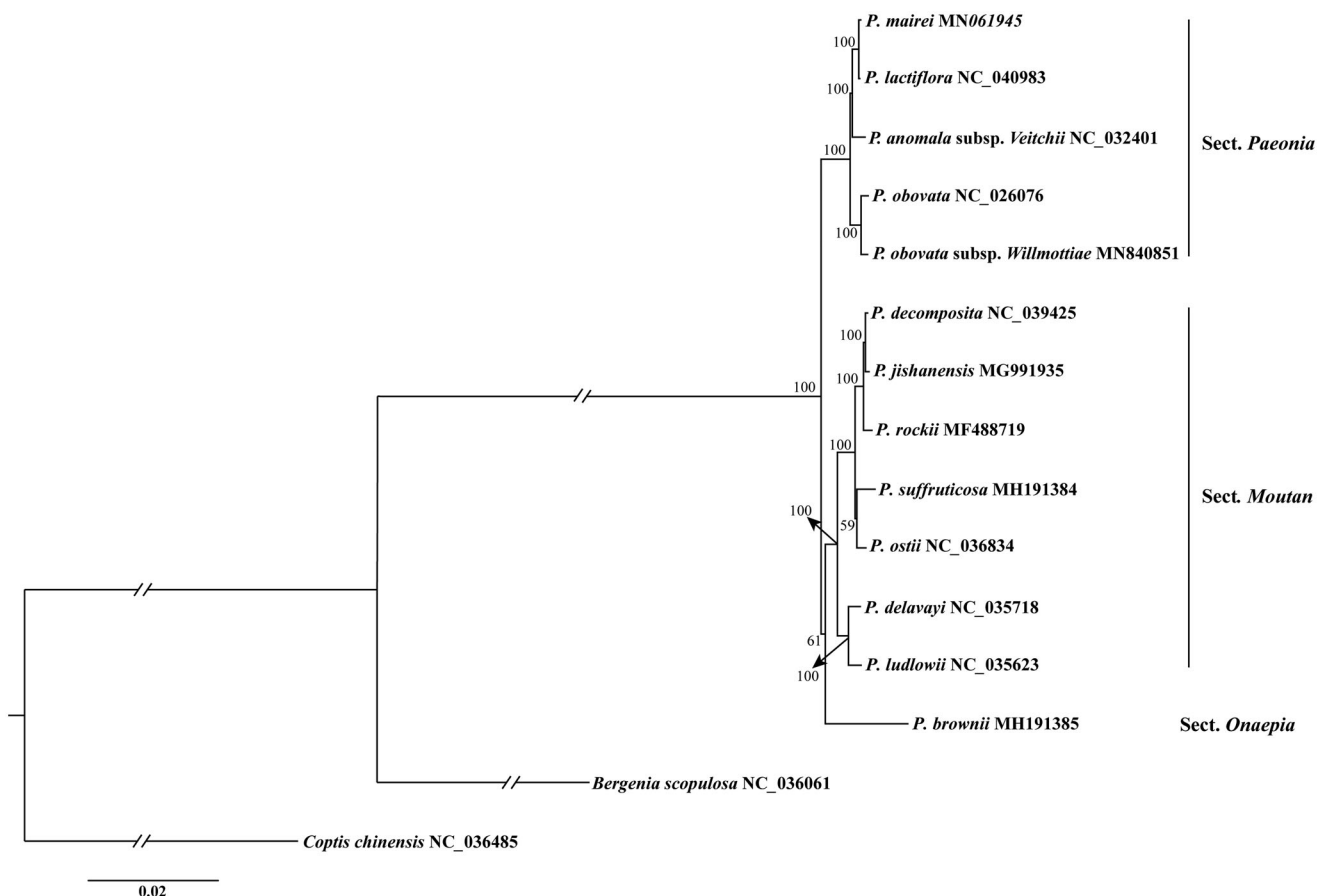 P. mairei MN061945
100
P. lactiflora NC_040983
100
P. anomala subsp. Veitchii NC_032401
Sect. Paeonia
100
P. obovata NC_026076
100
P. obovata subsp. Willmottiae MN840851
P. decomposita NC_039425
100
P. jishanensis MG991935
100
100
P. rockii MF488719
100
P. suffruticosa MH191384
Sect. Moutan
100
59
P. ostii NC_036834
P. delavayi NC_035718
61
P. ludlowii NC_035623
100
P. brownii MH191385
Sect. Onaepia
Bergenia scopulosa NC_036061
Coptis chinensis NC_036485
0.02